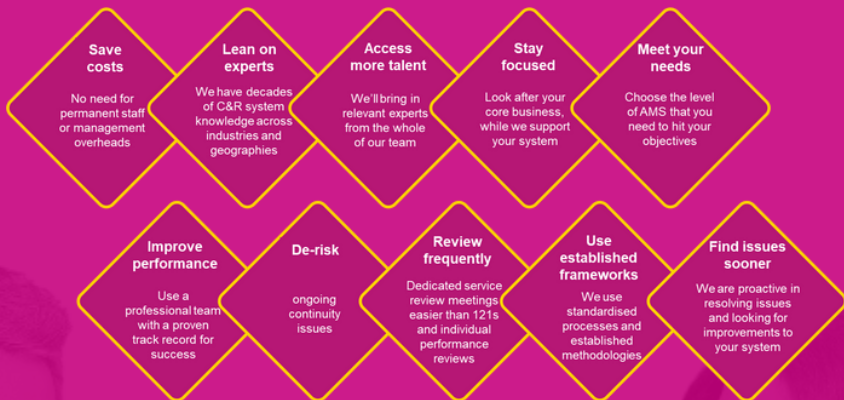 Save
costs
No need for
permanent staff
or management
overheads
Lean on
experts
We have decades
of C&R system
knowledge across
industries and
geographies
Access
more talent
We'll bring in
relevant experts
from the whole
of our team
Stay
focused
Look after your
core business,
while we support
your system
Meet your
needs
Choose the level
of AMS that you
need to hit your
objectives
Improve
performance
Use a
professional team
with a proven
track record for
success
De-risk
ongoing
continuity
issues
Review
frequently
Dedicated service
review meetings
easier than 121s
and individual
performance
reviews
Use
established
frameworks
We use
standardised
processes and
established
methodologies
Find issues
sooner
We are proactive in
resolving issues
and looking for
improvements to
your system